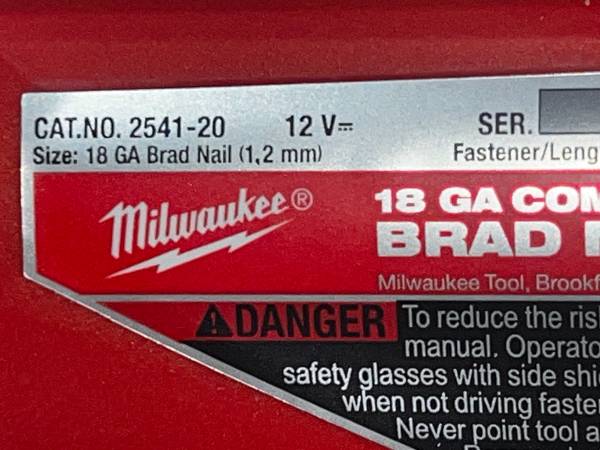 CAT.NO. 2541-20 12 V⎓ SER.
Size: 18 GA Brad Nail (1,2 mm) Fastener/Leng
Milwaukee®
18 GA COM
BRAD
Milwaukee Tool, Brookf
⚠DANGER To reduce the ris
manual. Operato
safety glasses with side shi
when not driving faste
Never point tool a